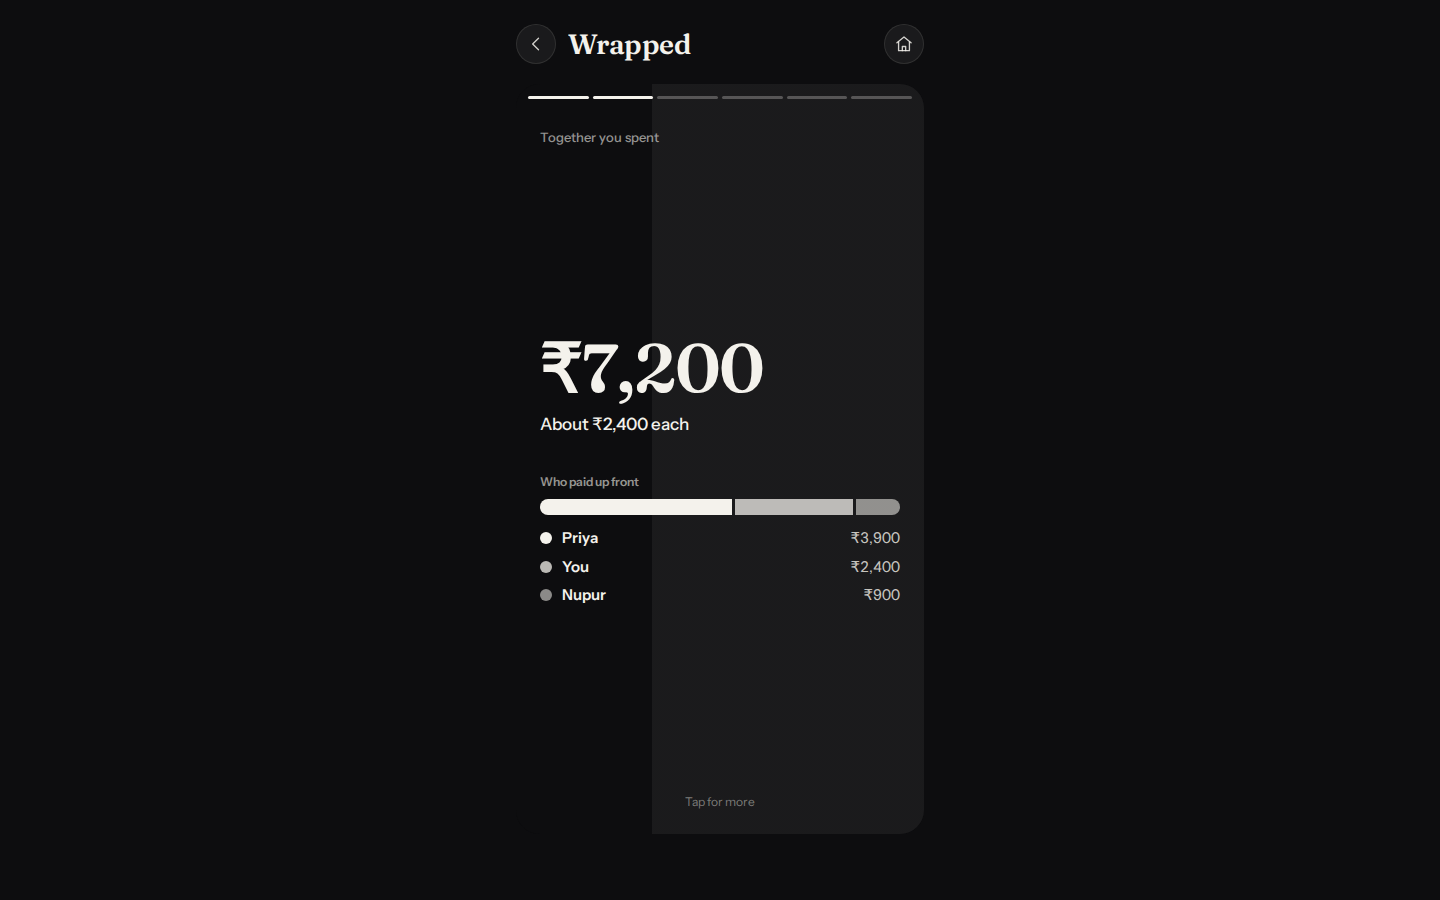 Wrapped
Together you spent
₹7,200
About ₹2,400 each
Who paid up front
Priya ₹3,900
You ₹2,400
Nupur ₹900
Tap for more